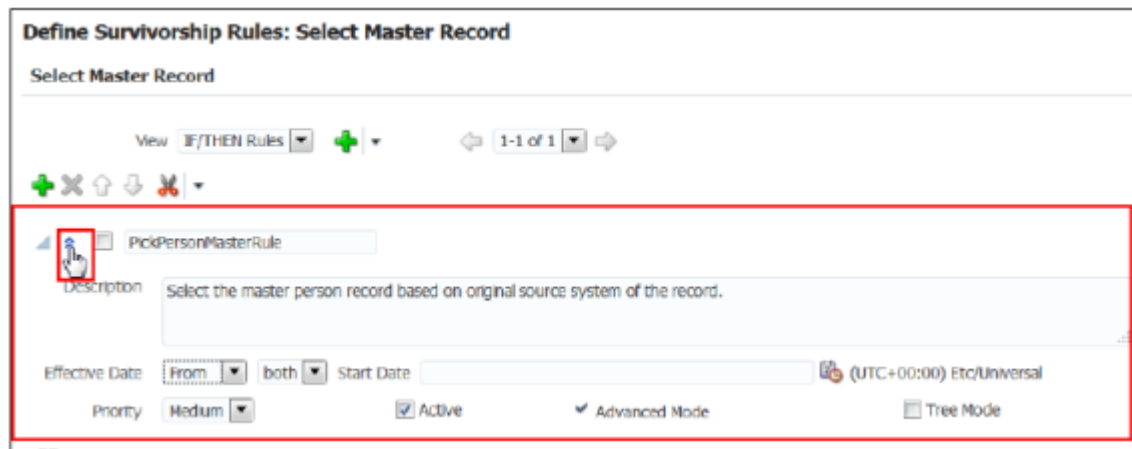 Define Survivorship Rules: Select Master Record
Select Master Record
View IF/THEN Rules 1-1 of 1
PickPersonMasterRule
Description Select the master person record based on original source system of the record.
Effective Date From both Start Date (UTC+00:00) Etc/Universal
Priority Medium Active Advanced Mode Tree Mode